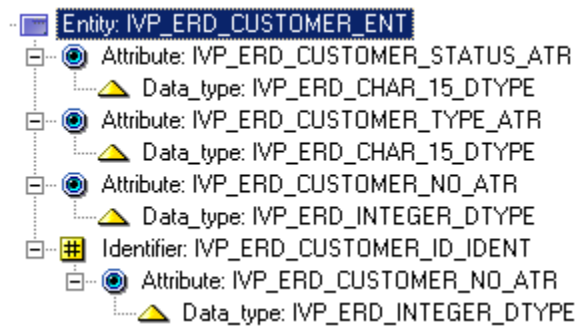 Entity: IVP_ERD_CUSTOMER_ENT
Attribute: IVP_ERD_CUSTOMER_STATUS_ATR
Data_type: IVP_ERD_CHAR_15_DTYPE
Attribute: IVP_ERD_CUSTOMER_TYPE_ATR
Data_type: IVP_ERD_CHAR_15_DTYPE
Attribute: IVP_ERD_CUSTOMER_NO_ATR
Data_type: IVP_ERD_INTEGER_DTYPE
# Identifier: IVP_ERD_CUSTOMER_ID_IDENT
Attribute: IVP_ERD_CUSTOMER_NO_ATR
Data_type: IVP_ERD_INTEGER_DTYPE